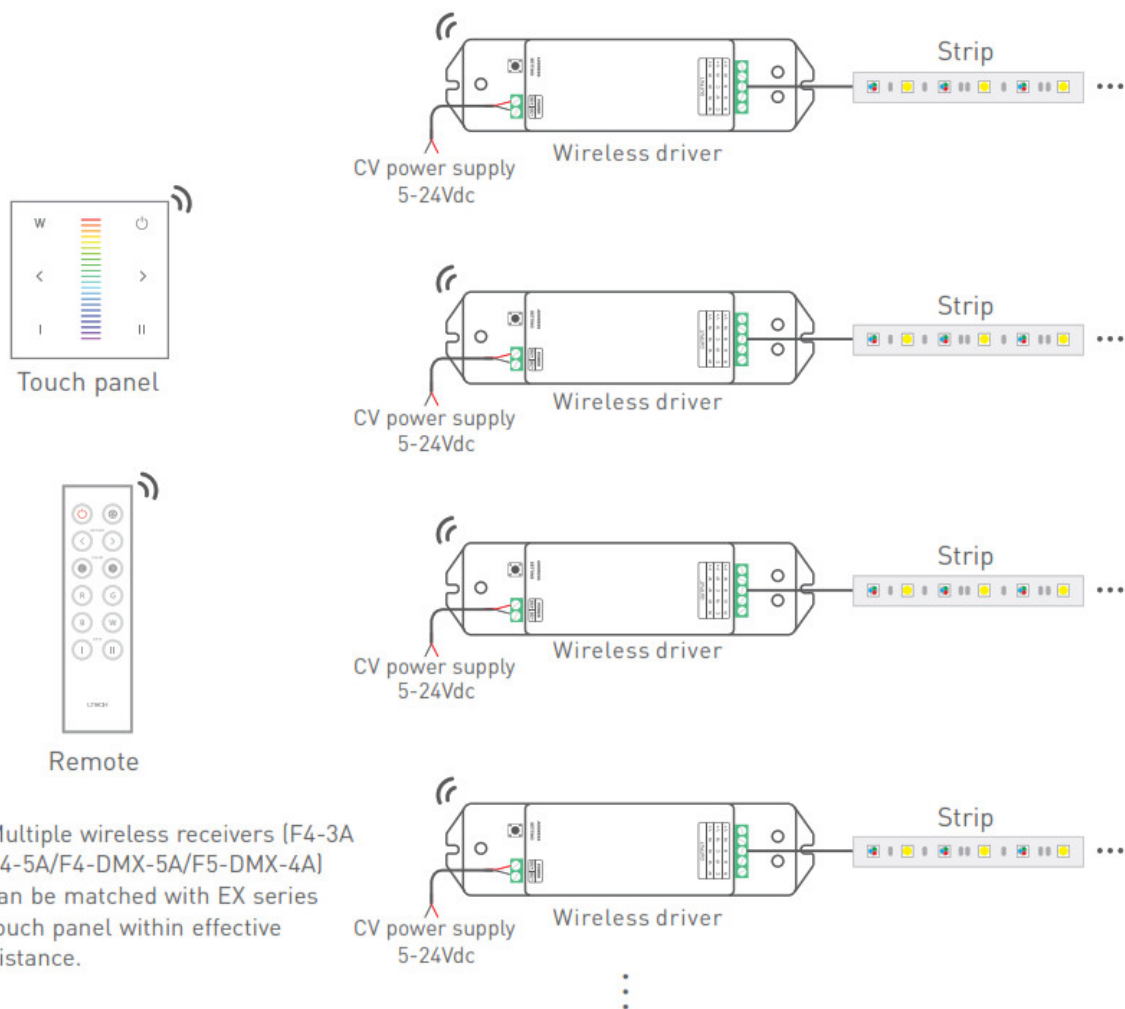 Strip
Wireless driver
CV power supply
5-24Vdc
W
I
II
Touch panel
Strip
Wireless driver
CV power supply
5-24Vdc
R
G
B
W
I
II
Remote
Strip
Wireless driver
CV power supply
5-24Vdc
Multiple wireless receivers (F4-3A
4-5A/F4-DMX-5A/F5-DMX-4A)
an be matched with EX series
ouch panel within effective
istance.
Strip
Wireless driver
CV power supply
5-24Vdc